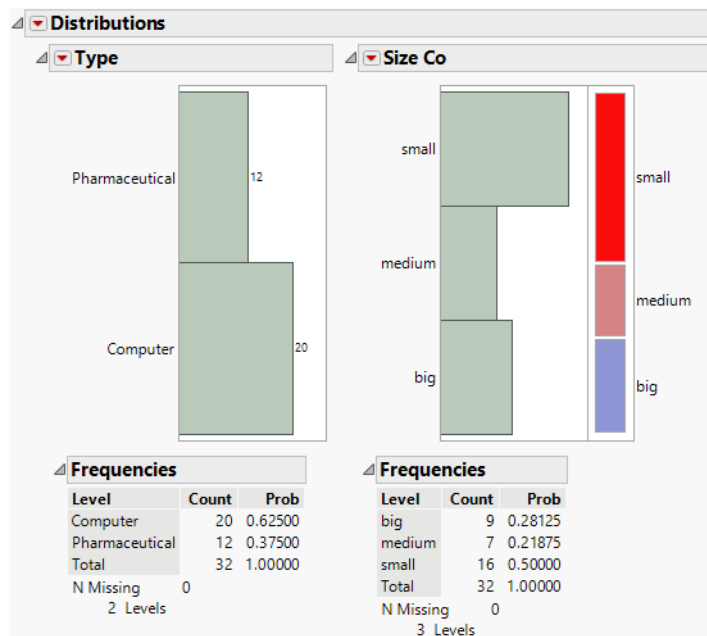 Distributions
Type
Pharmaceutical
12
Computer
20
Frequencies
Level Count Prob
Computer 20 0.62500
Pharmaceutical 12 0.37500
Total 32 1.00000
N Missing 0
2 Levels
Size Co
small
medium
big
small
medium
big
Frequencies
Level Count Prob
big 9 0.28125
medium 7 0.21875
small 16 0.50000
Total 32 1.00000
N Missing 0
3 Levels